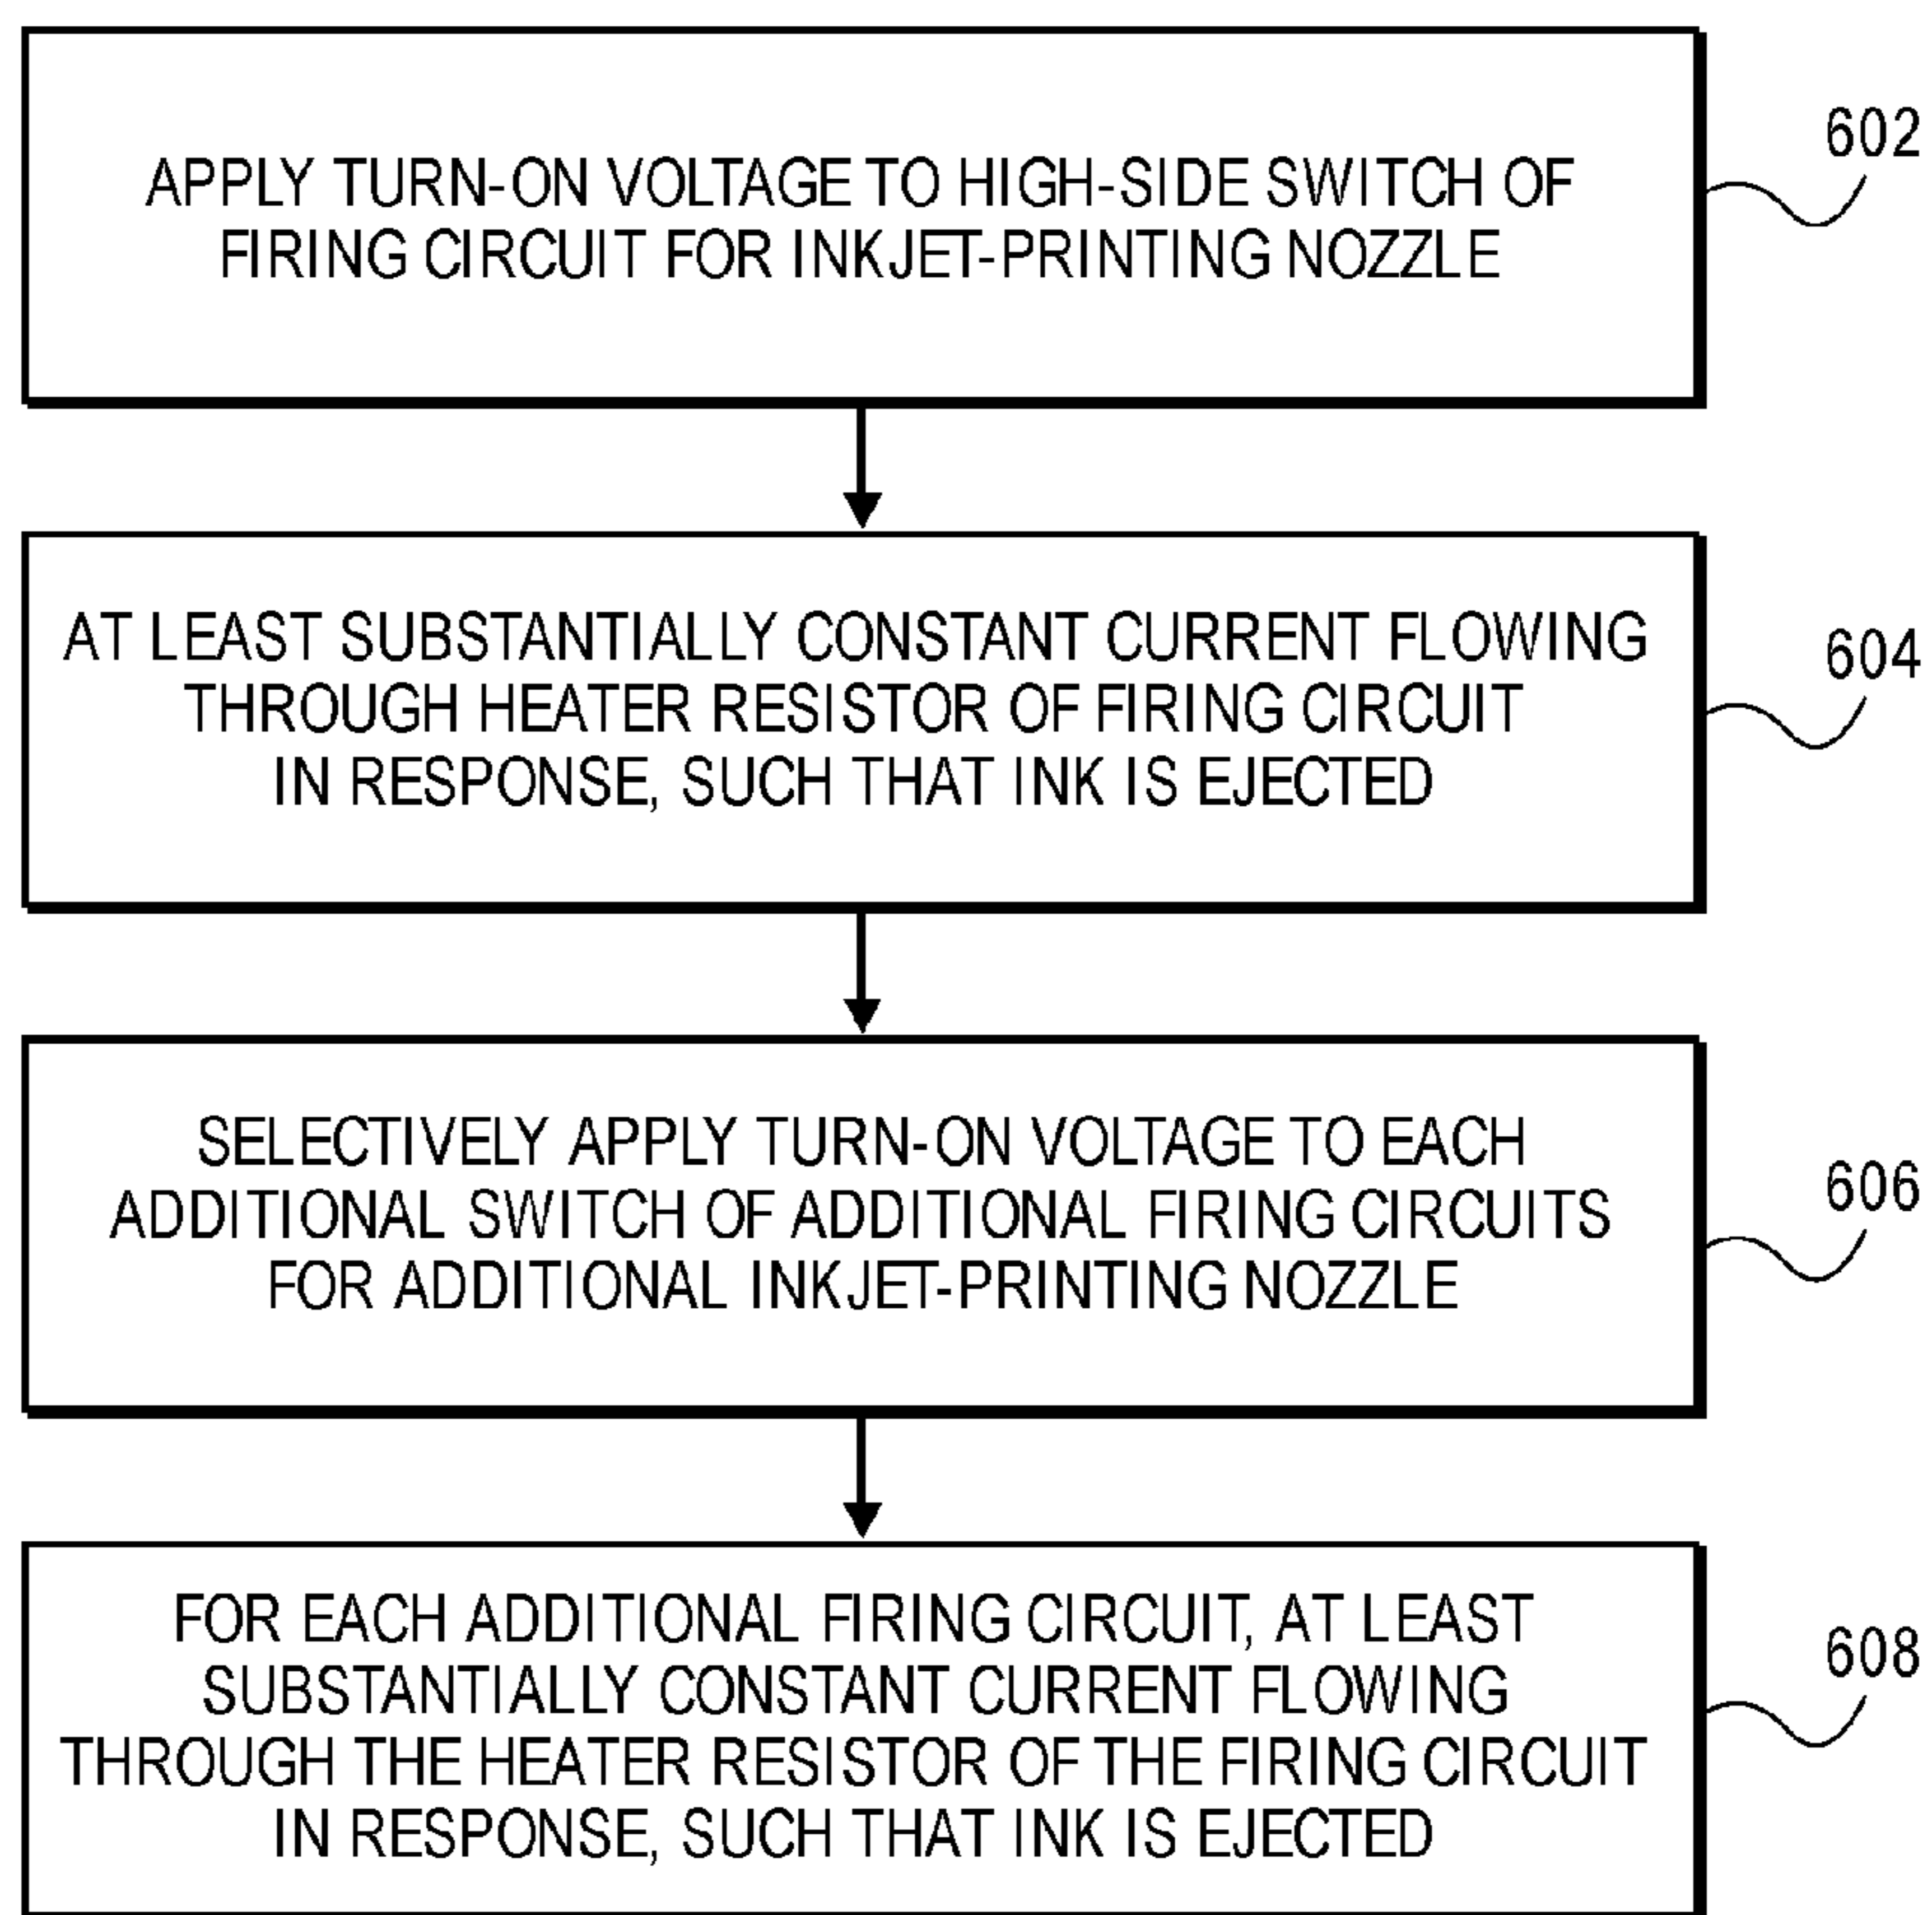 APPLY TURN-ON VOLTAGE TO HIGH-SIDE SWITCH OF
FIRING CIRCUIT FOR INKJET-PRINTING NOZZLE
602
AT LEAST SUBSTANTIALLY CONSTANT CURRENT FLOWING
THROUGH HEATER RESISTOR OF FIRING CIRCUIT
IN RESPONSE, SUCH THAT INK IS EJECTED
604
SELECTIVELY APPLY TURN-ON VOLTAGE TO EACH
ADDITIONAL SWITCH OF ADDITIONAL FIRING CIRCUITS
FOR ADDITIONAL INKJET-PRINTING NOZZLE
606
FOR EACH ADDITIONAL FIRING CIRCUIT, AT LEAST
SUBSTANTIALLY CONSTANT CURRENT FLOWING
THROUGH THE HEATER RESISTOR OF THE FIRING CIRCUIT
IN RESPONSE, SUCH THAT INK IS EJECTED
608